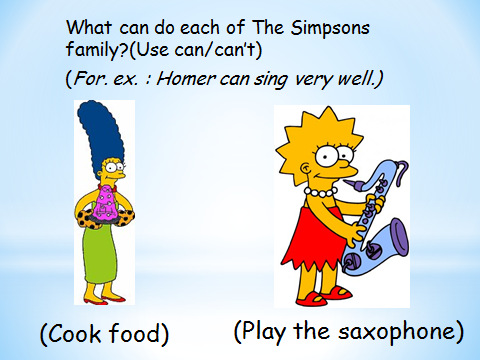 What can do each of The Simpsons
family?(Use can/can't)
(For. ex. : Homer can sing very well.)
(Cook food)
(Play the saxophone)